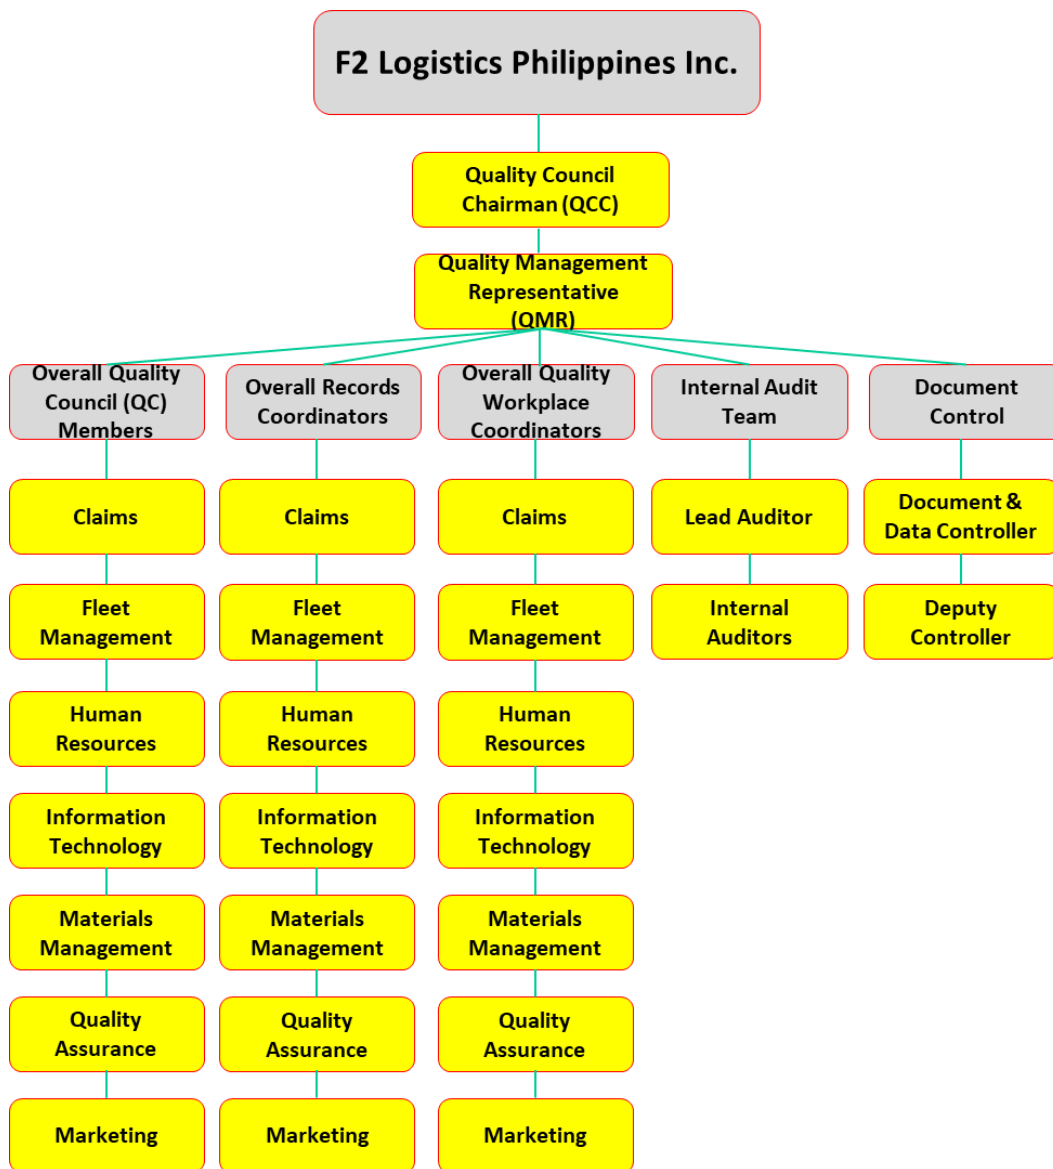 F2 Logistics Philippines Inc.
Quality Council
Chairman (QCC)
Quality Management
Representative
(QMR)
Overall Quality
Council (QC)
Members
Overall Records
Coordinators
Overall Quality
Workplace
Coordinators
Internal Audit
Team
Document
Control
Claims
Claims
Claims
Lead Auditor
Document &
Data Controller
Fleet
Management
Fleet
Management
Fleet
Management
Internal
Auditors
Deputy
Controller
Human
Resources
Human
Resources
Human
Resources
Information
Technology
Information
Technology
Information
Technology
Materials
Management
Materials
Management
Materials
Management
Quality
Assurance
Quality
Assurance
Quality
Assurance
Marketing
Marketing
Marketing